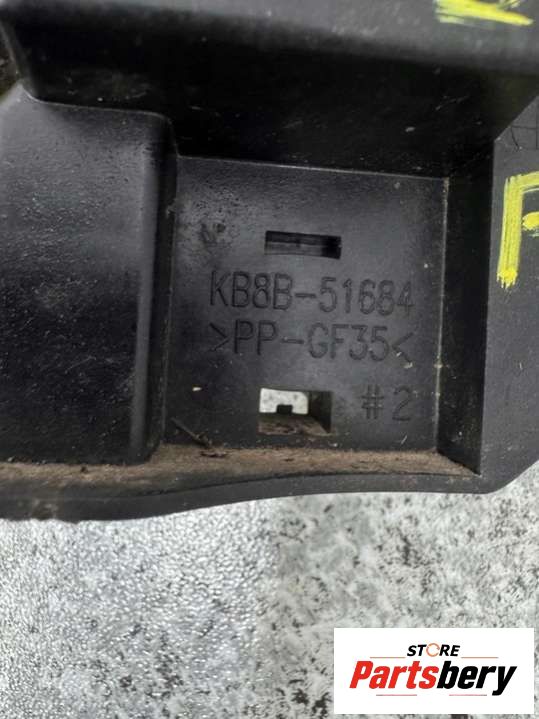 KB8B-51684
>PP-GF35<
#2
STORE
Partsbery